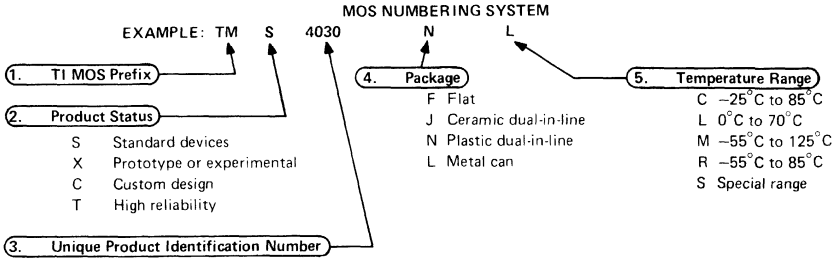 MOS NUMBERING SYSTEM
EXAMPLE: TM S 4030 N L
1. TI MOS Prefix
2. Product Status
S Standard devices
X Prototype or experimental
C Custom design
T High reliability
3. Unique Product Identification Number
4. Package
F Flat
J Ceramic dual-in-line
N Plastic dual-in-line
L Metal can
5. Temperature Range
C −25°C to 85°C
L 0°C to 70°C
M −55°C to 125°C
R −55°C to 85°C
S Special range